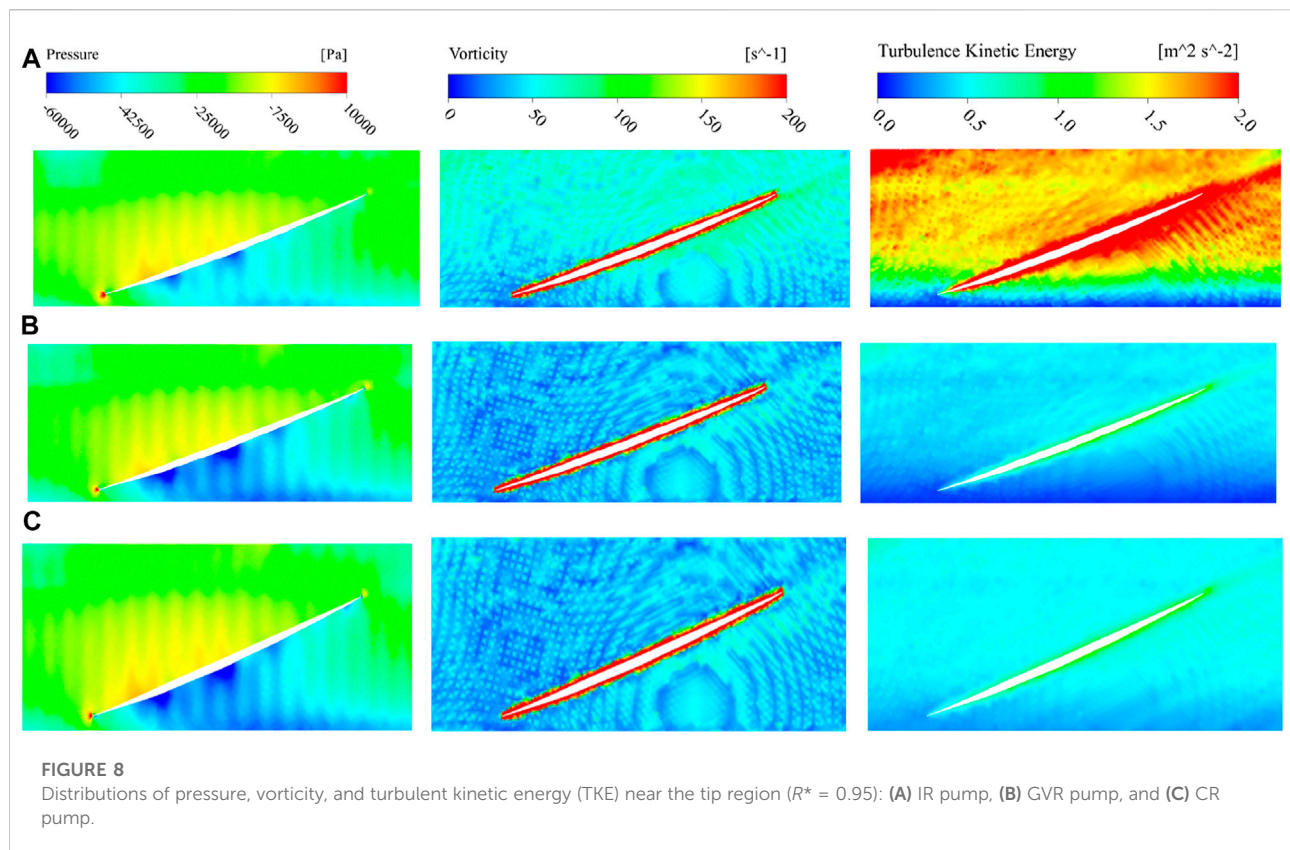 A
Pressure [Pa]
-60000 -42500 -25000 -7500 10000
Vorticity [s^-1]
0 50 100 150 200
Turbulence Kinetic Energy [m^2 s^-2]
0.0 0.5 1.0 1.5 2.0
B
C
FIGURE 8
Distributions of pressure, vorticity, and turbulent kinetic energy (TKE) near the tip region (R* = 0.95): (A) IR pump, (B) GVR pump, and (C) CR
pump.